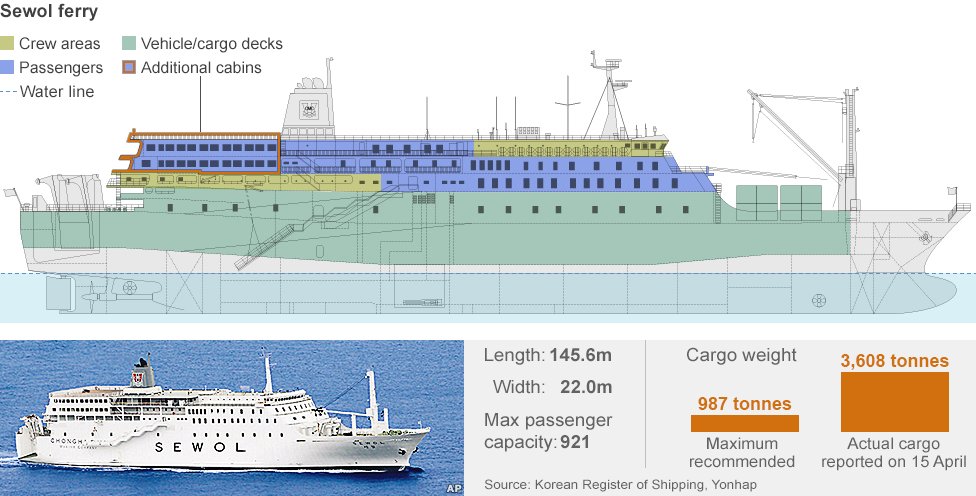 Sewol ferry
Crew areas
Vehicle/cargo decks
Passengers
Additional cabins
Water line
SEWOL
AP
Length: 145.6m
Width: 22.0m
Max passenger
capacity: 921
Cargo weight
987 tonnes
Maximum
recommended
3,608 tonnes
Actual cargo
reported on 15 April
Source: Korean Register of Shipping, Yonhap